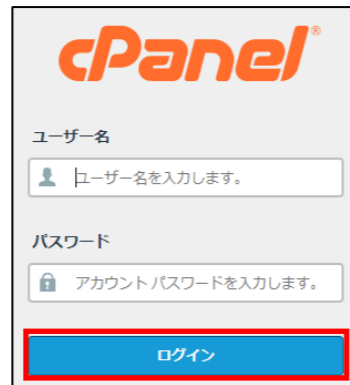 cPanel®
ユーザー名
ユーザー名を入力します。
パスワード
アカウント パスワードを入力します。
ログイン